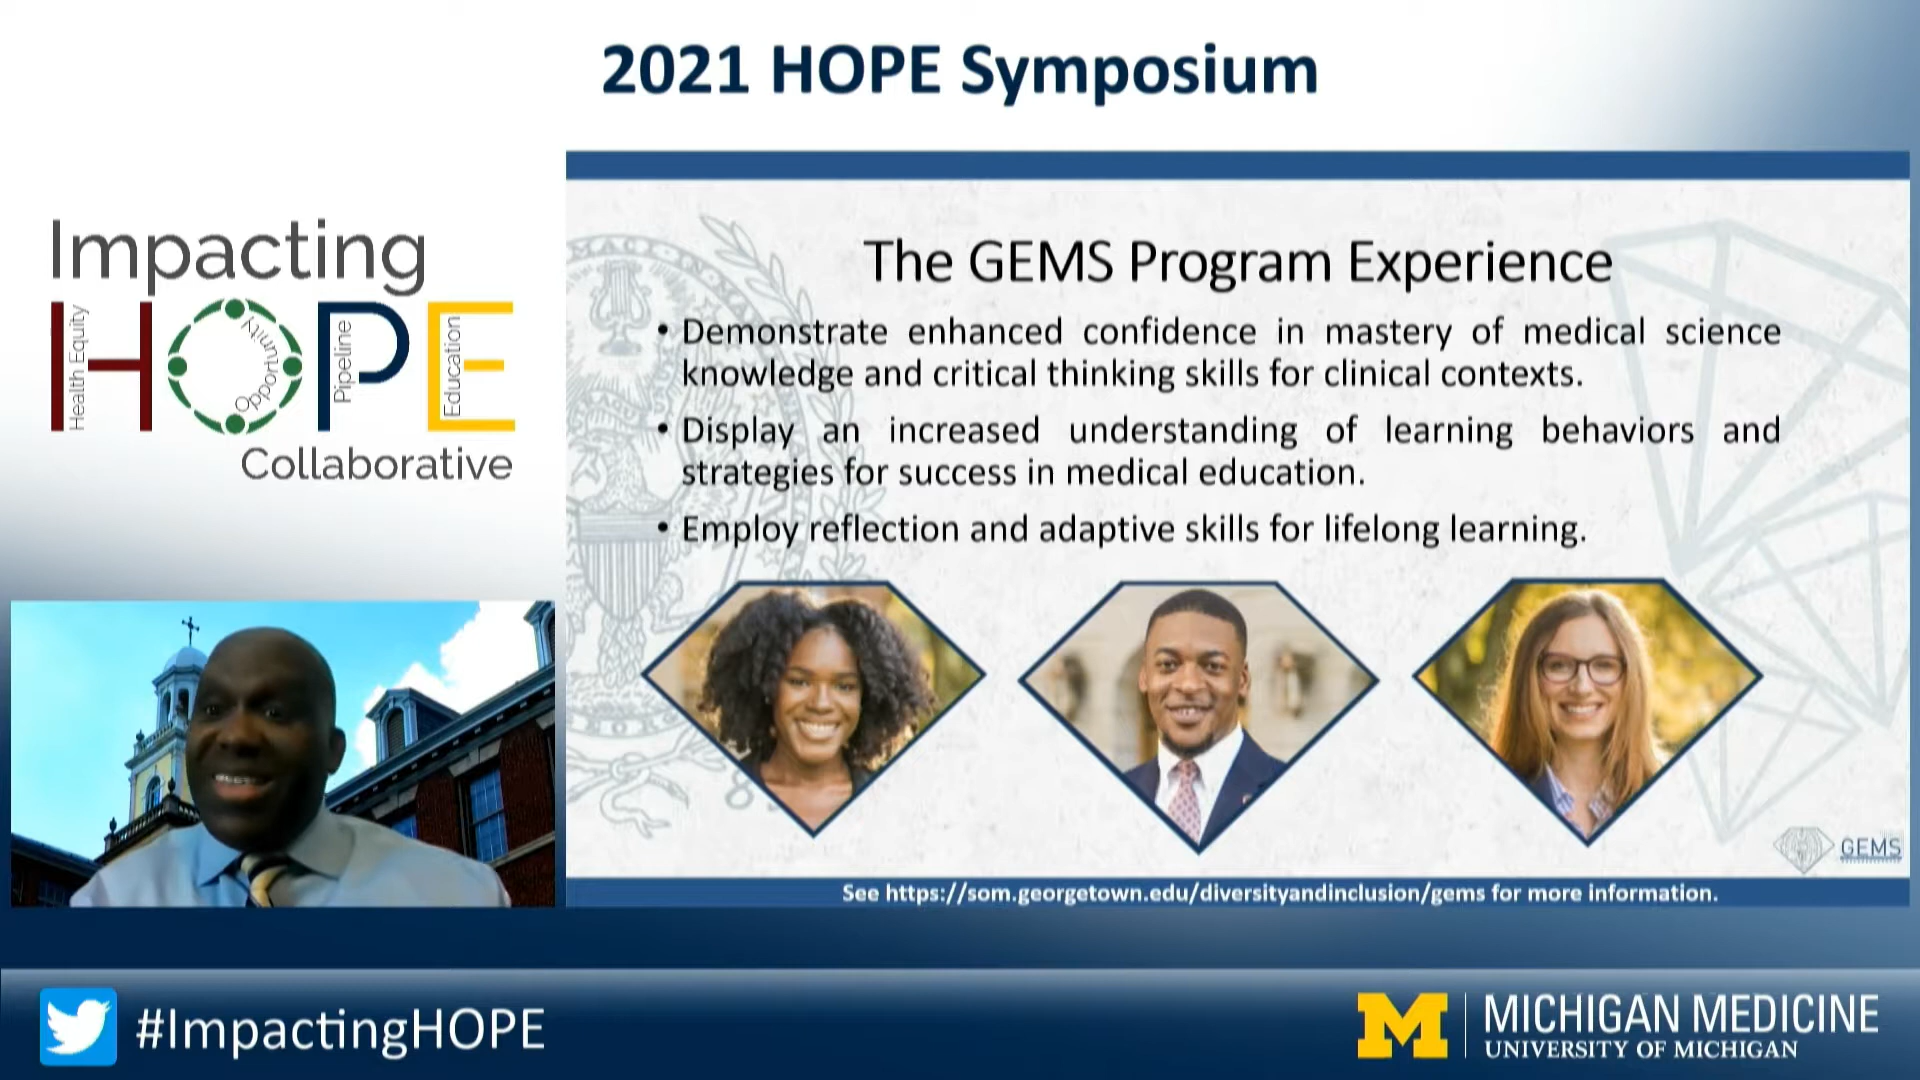 2021 HOPE Symposium
Impacting
HOPE
Health Equity
Opportunity
Pipeline
Education
Collaborative
The GEMS Program Experience
• Demonstrate enhanced confidence in mastery of medical science
knowledge and critical thinking skills for clinical contexts.
• Display an increased understanding of learning behaviors and
strategies for success in medical education.
• Employ reflection and adaptive skills for lifelong learning.
GEMS
See https://som.georgetown.edu/diversityandinclusion/gems for more information.
#ImpactingHOPE
M
MICHIGAN MEDICINE
UNIVERSITY OF MICHIGAN